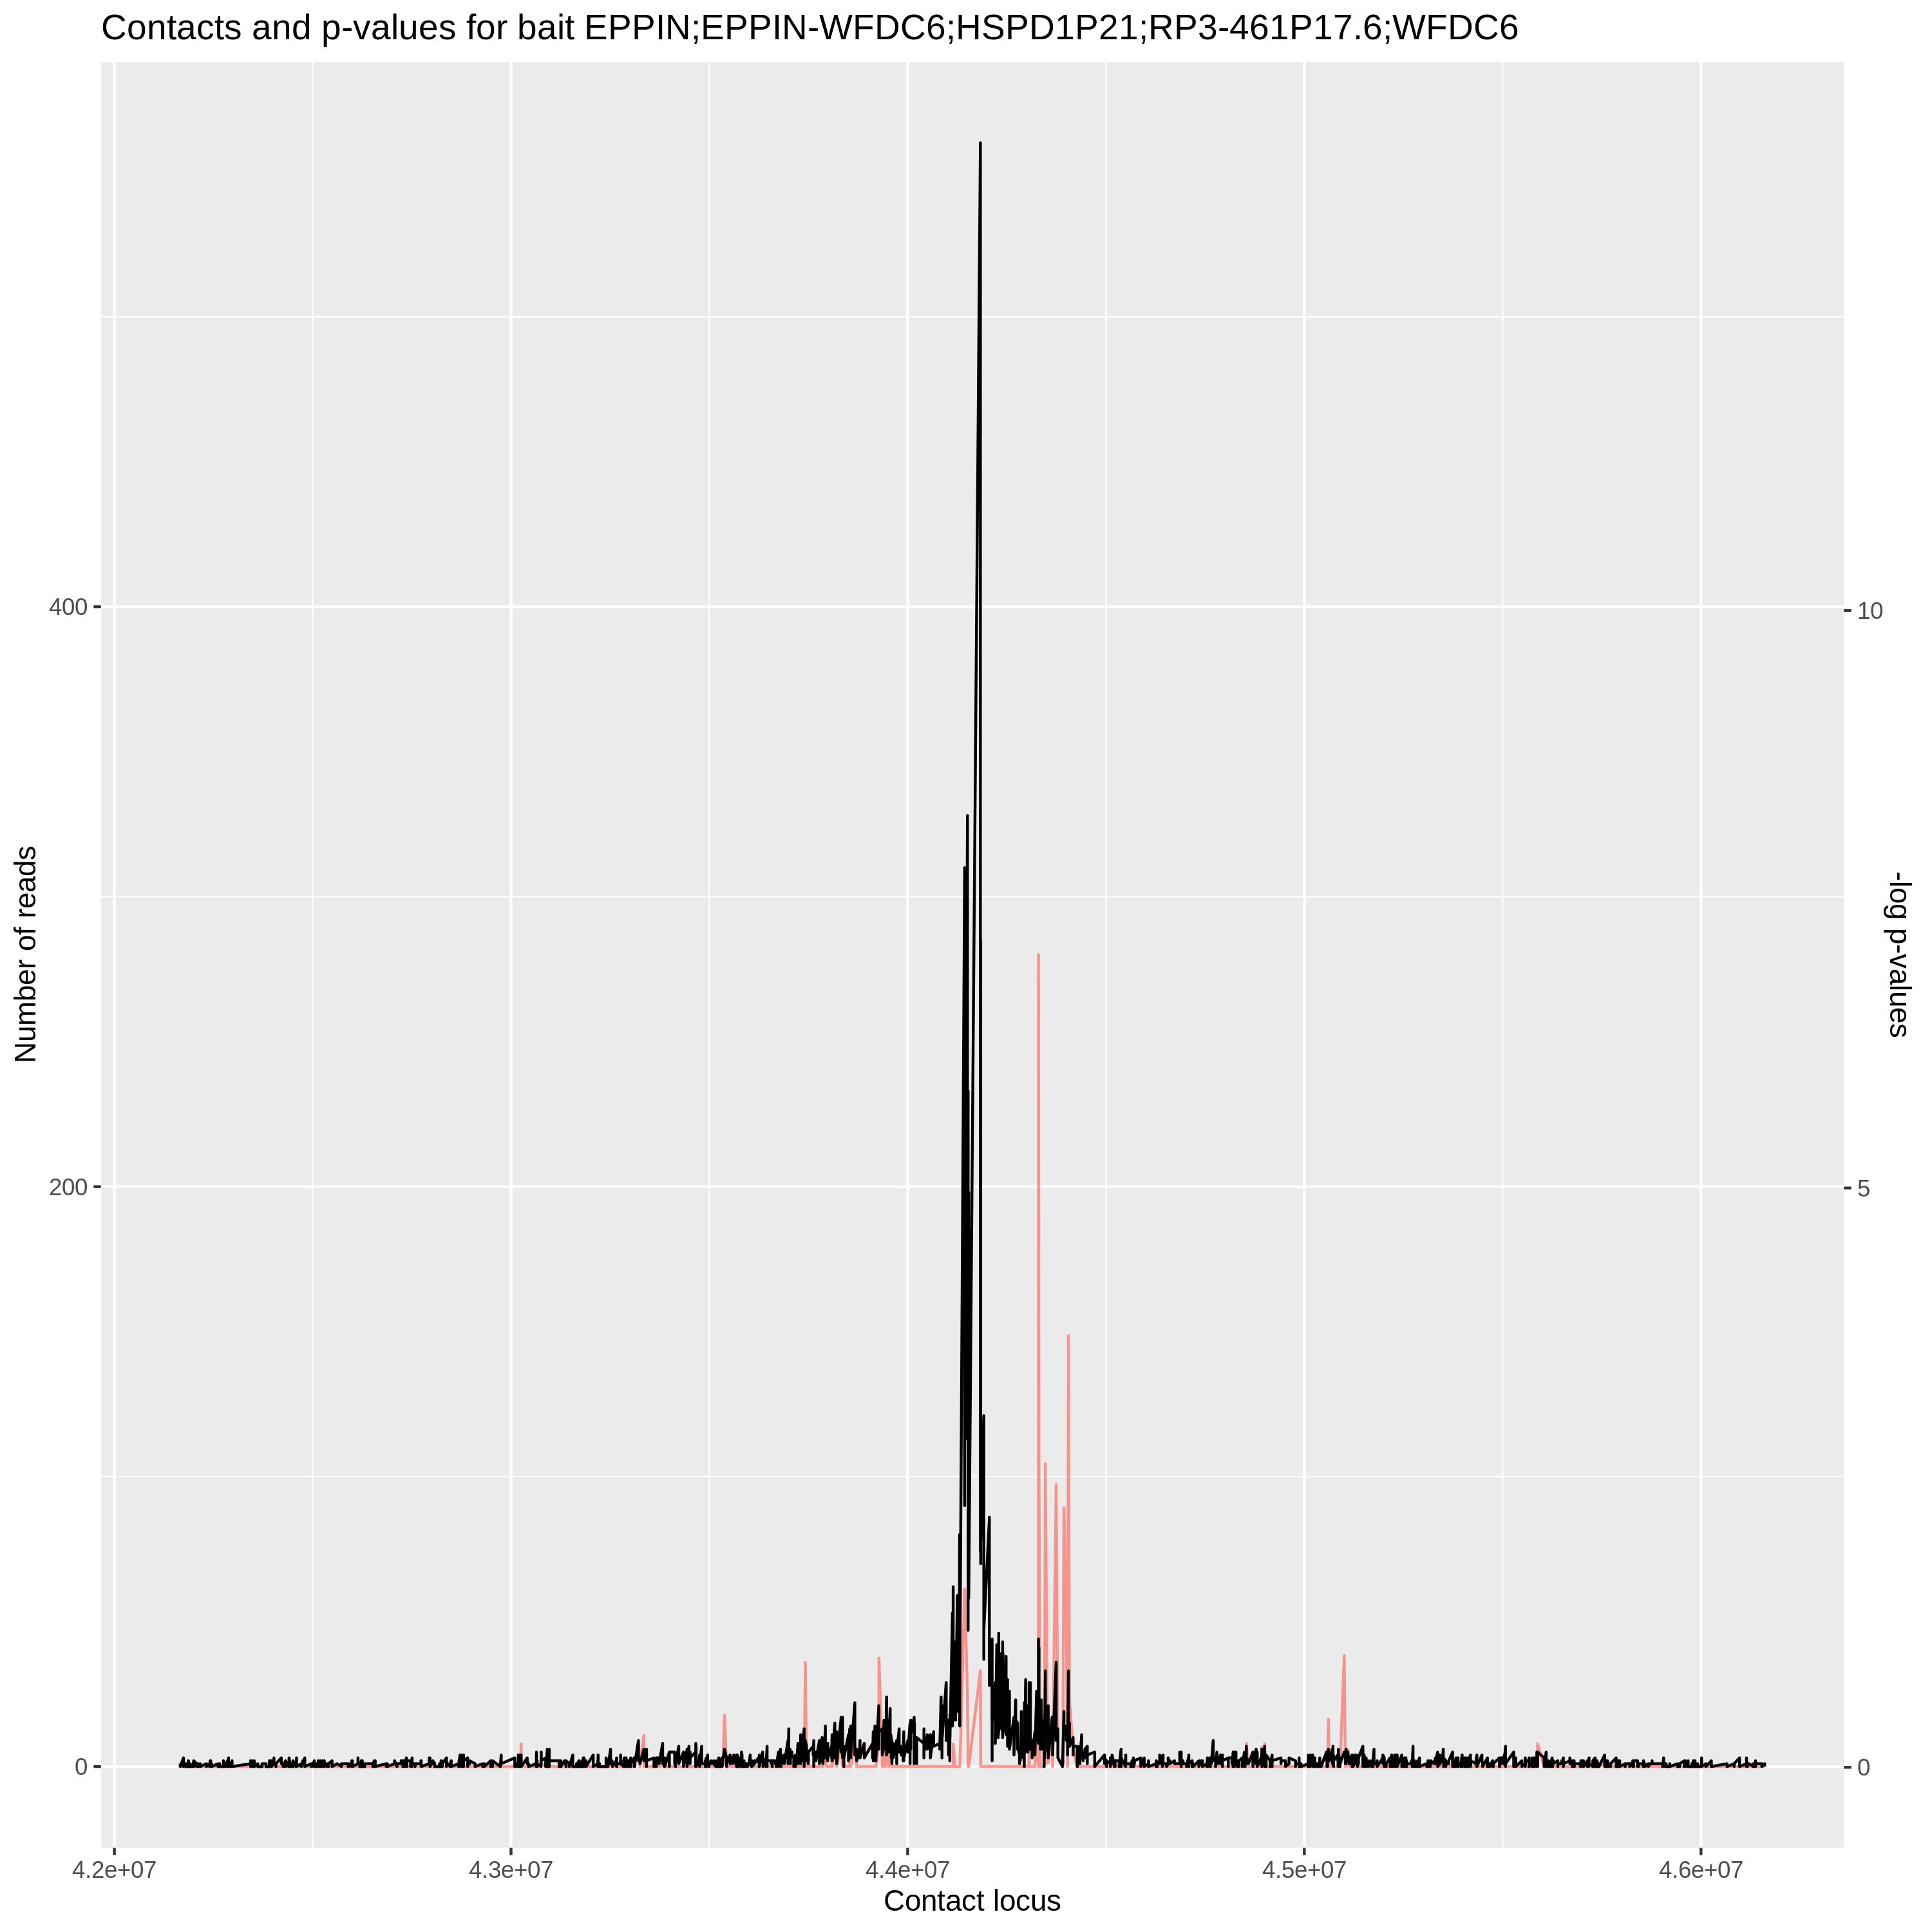 Contacts and p-values for bait EPPIN;EPPIN-WFDC6;HSPD1P21;RP3-461P17.6;WFDC6
Number of reads
400
200
0
10
5
0
-log p-values
4.2e+07 4.3e+07 4.4e+07 4.5e+07 4.6e+07
Contact locus